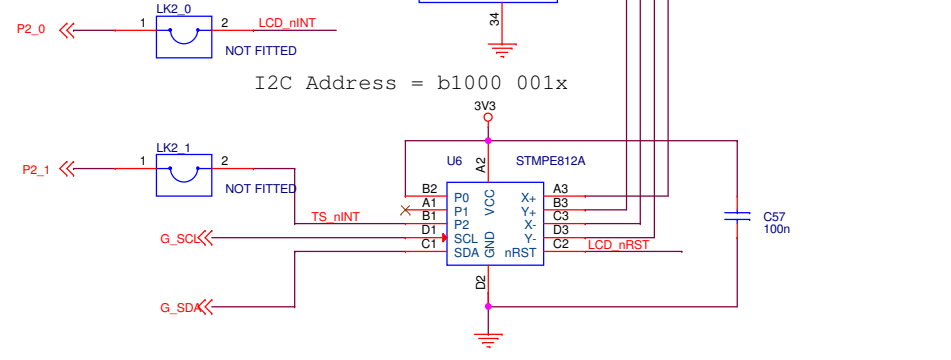 LK2_0
P2_0
1
2
LCD_nINT
NOT FITTED
34
I2C Address = b1000 001x
3V3
LK2_1
P2_1
1
2
NOT FITTED
U6
A2
STMPE812A
B2
P0
VCC
X+
A3
A1
P1
Y+
B3
TS_nINT
B1
P2
X-
C3
G_SCL
D1
SCL
GND
Y-
D3
C1
SDA
nRST
C2
LCD_nRST
C57
100n
D2
G_SDA